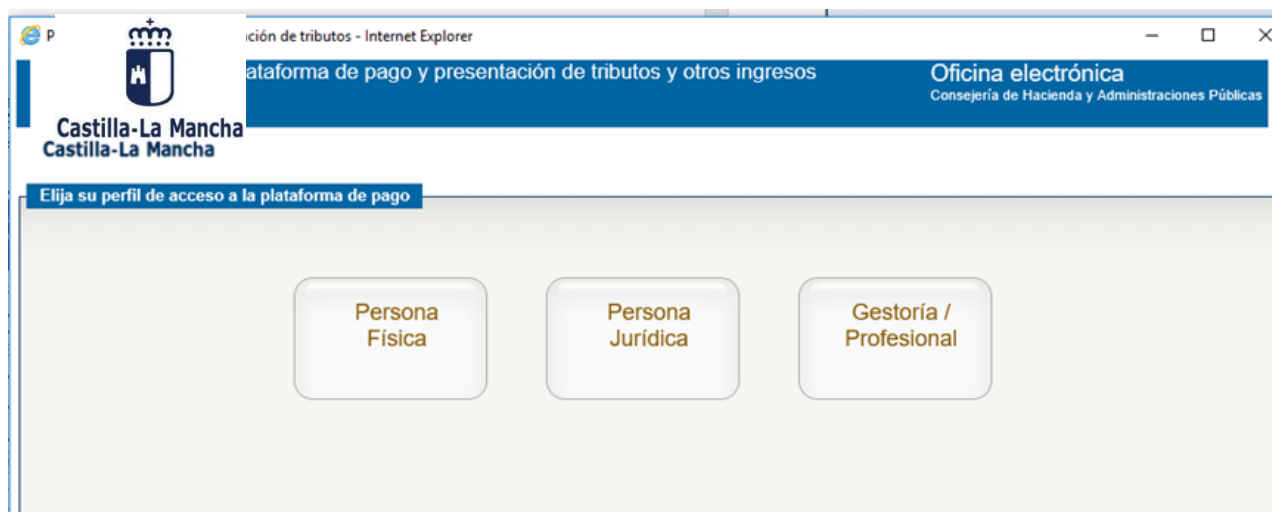 P
ción de tributos - Internet Explorer
ataforma de pago y presentación de tributos y otros ingresos
Oficina electrónica
Consejería de Hacienda y Administraciones Públicas
Castilla-La Mancha
Castilla-La Mancha
Elija su perfil de acceso a la plataforma de pago
Persona
Física
Persona
Jurídica
Gestoría /
Profesional